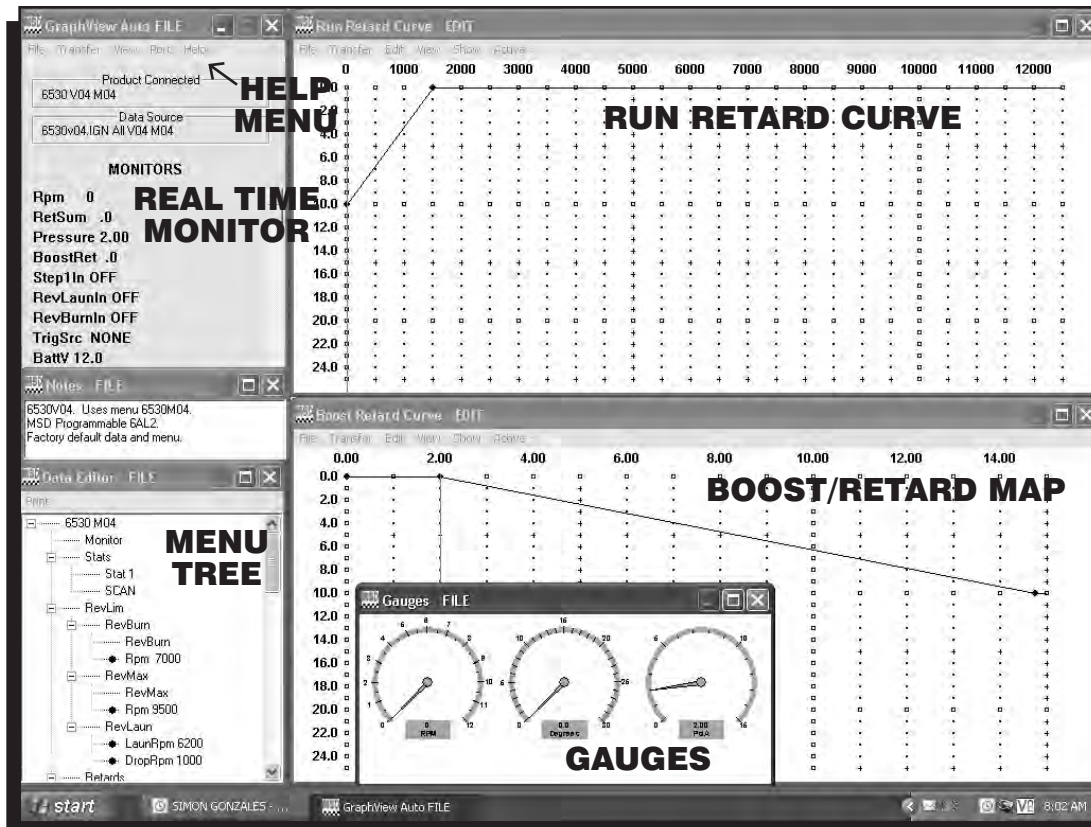 GraphView Auto FILE
File Transfer View Port Help
HELP MENU
Product Connected
6530 V04 M04
Data Source
6530v04.IGN All V04 M04
MONITORS
REAL TIME MONITOR
Rpm 0
RetSum .0
Pressure 2.00
BoostRet .0
Step1In OFF
RevLaunIn OFF
RevBurnIn OFF
TrigSrc NONE
BattV 12.0
Notes FILE
6530V04. Uses menu 6530M04.
MSD Programmable 6AL2.
Factory default data and menu.
Data Editor FILE
Print
MENU TREE
6530 M04
Monitor
Stats
Stat 1
SCAN
RevLim
RevBurn
RevBurn
Rpm 7000
RevMax
RevMax
Rpm 9500
RevLaun
LaunRpm 6200
DropRpm 1000
Retards
Run Retard Curve EDIT
File Transfer Edit View Show Active
0 1000 2000 3000 4000 5000 6000 7000 8000 9000 10000 11000 12000
RUN RETARD CURVE
6.0
8.0
10.0
12.0
14.0
16.0
18.0
20.0
22.0
24.0
Boost Retard Curve EDIT
File Transfer Edit View Show Active
0.00 2.00 4.00 6.00 8.00 10.00 12.00 14.00
BOOST/RETARD MAP
0.0
2.0
4.0
6.0
8.0
10.0
12.0
14.0
16.0
18.0
20.0
22.0
24.0
Gauges FILE
0 RPM
0.0 Degrees
2.00
GAUGES
start
SIMON GONZALES - ...
GraphView Auto FILE
8:02 AM